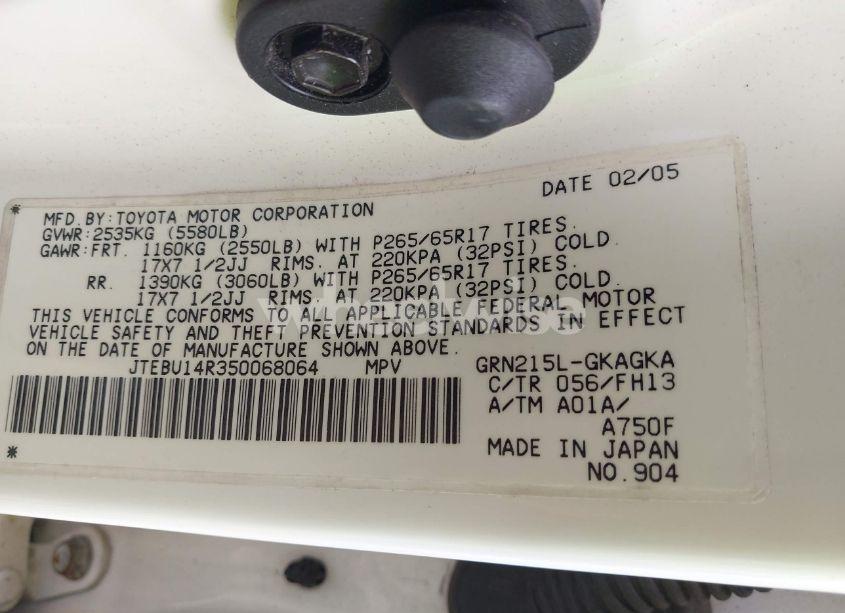 DATE 02/05
* MFD. BY: TOYOTA MOTOR CORPORATION
GVWR: 2535KG (5580LB)
GAWR: FRT. 1160KG (2550LB) WITH P265/65R17 TIRES.
17X7 1/2JJ RIMS. AT 220KPA (32PSI) COLD.
RR. 1390KG (3060LB) WITH P265/65R17 TIRES.
17X7 1/2JJ RIMS. AT 220KPA (32PSI) COLD.
THIS VEHICLE CONFORMS TO ALL APPLICABLE FEDERAL MOTOR
VEHICLE SAFETY AND THEFT PREVENTION STANDARDS IN EFFECT
ON THE DATE OF MANUFACTURE SHOWN ABOVE.
JTEBU14R350068064 MPV
GRN215L-GKAGKA
C/TR 056/FH13
A/TM A01A/
A750F
MADE IN JAPAN
* NO.904